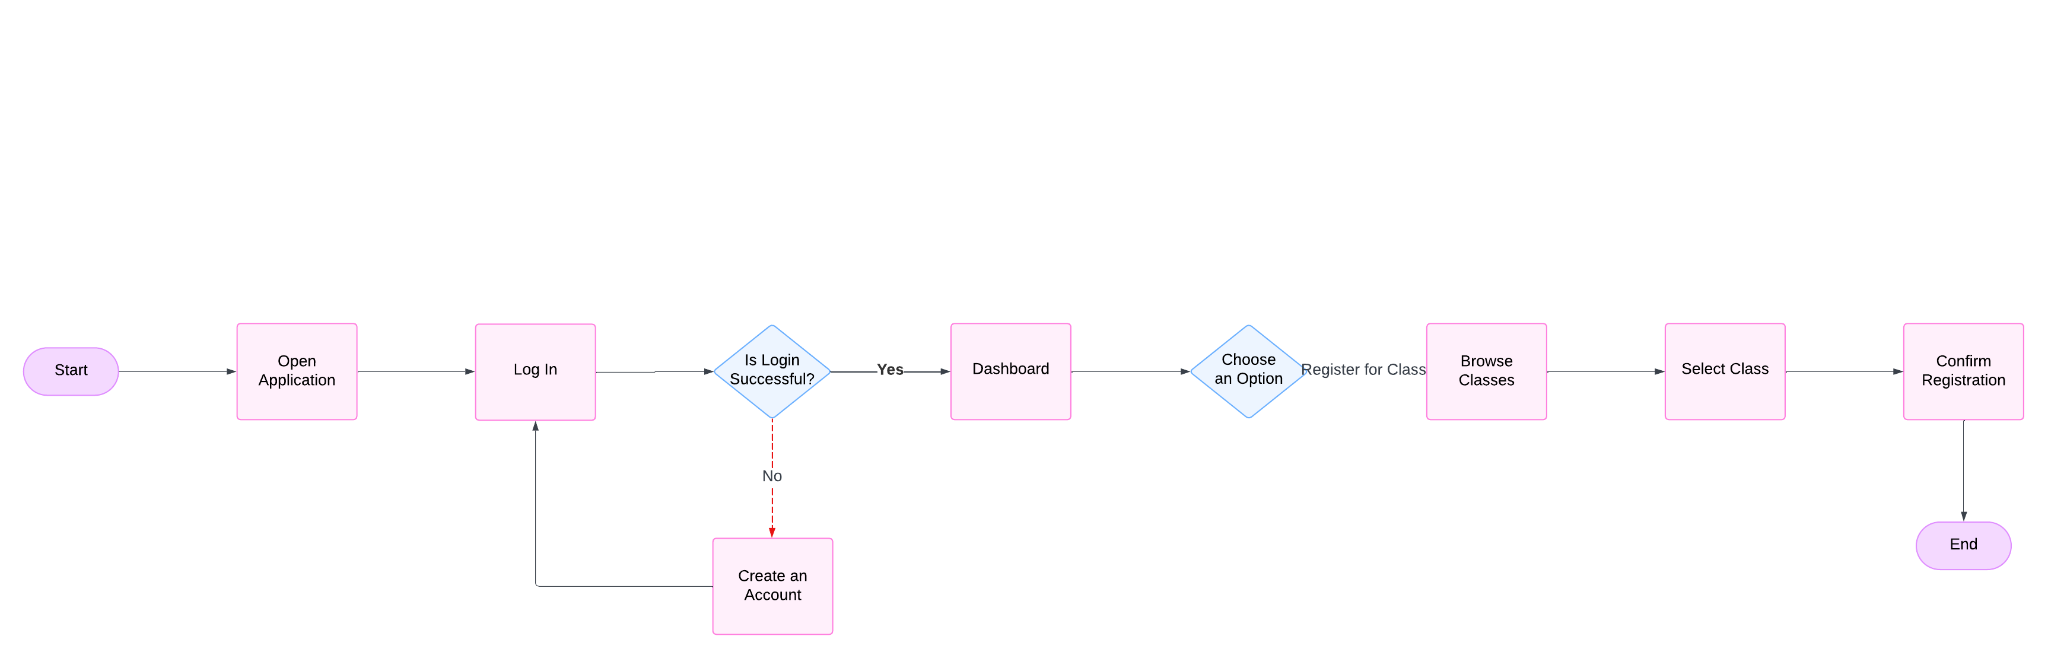 Start
Open
Application
Log In
Is Login
Successful?
Yes
Dashboard
Choose
an Option
Register for Class
Browse
Classes
Select Class
Confirm
Registration
No
Create an
Account
End